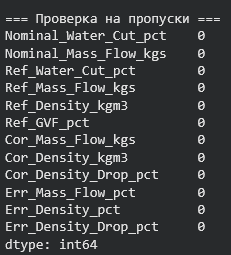 === Проверка на пропуски ===
Nominal_Water_Cut_pct    0
Nominal_Mass_Flow_kgs    0
Ref_Water_Cut_pct        0
Ref_Mass_Flow_kgs        0
Ref_Density_kgm3         0
Ref_GVF_pct              0
Cor_Mass_Flow_kgs        0
Cor_Density_kgm3         0
Cor_Density_Drop_pct     0
Err_Mass_Flow_pct        0
Err_Density_pct          0
Err_Density_Drop_pct     0
dtype: int64